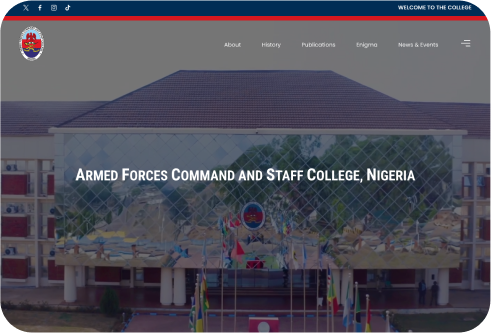 WELCOME TO THE COLLEGE
About History Publications Enigma News & Events
ARMED FORCES COMMAND AND STAFF COLLEGE, NIGERIA